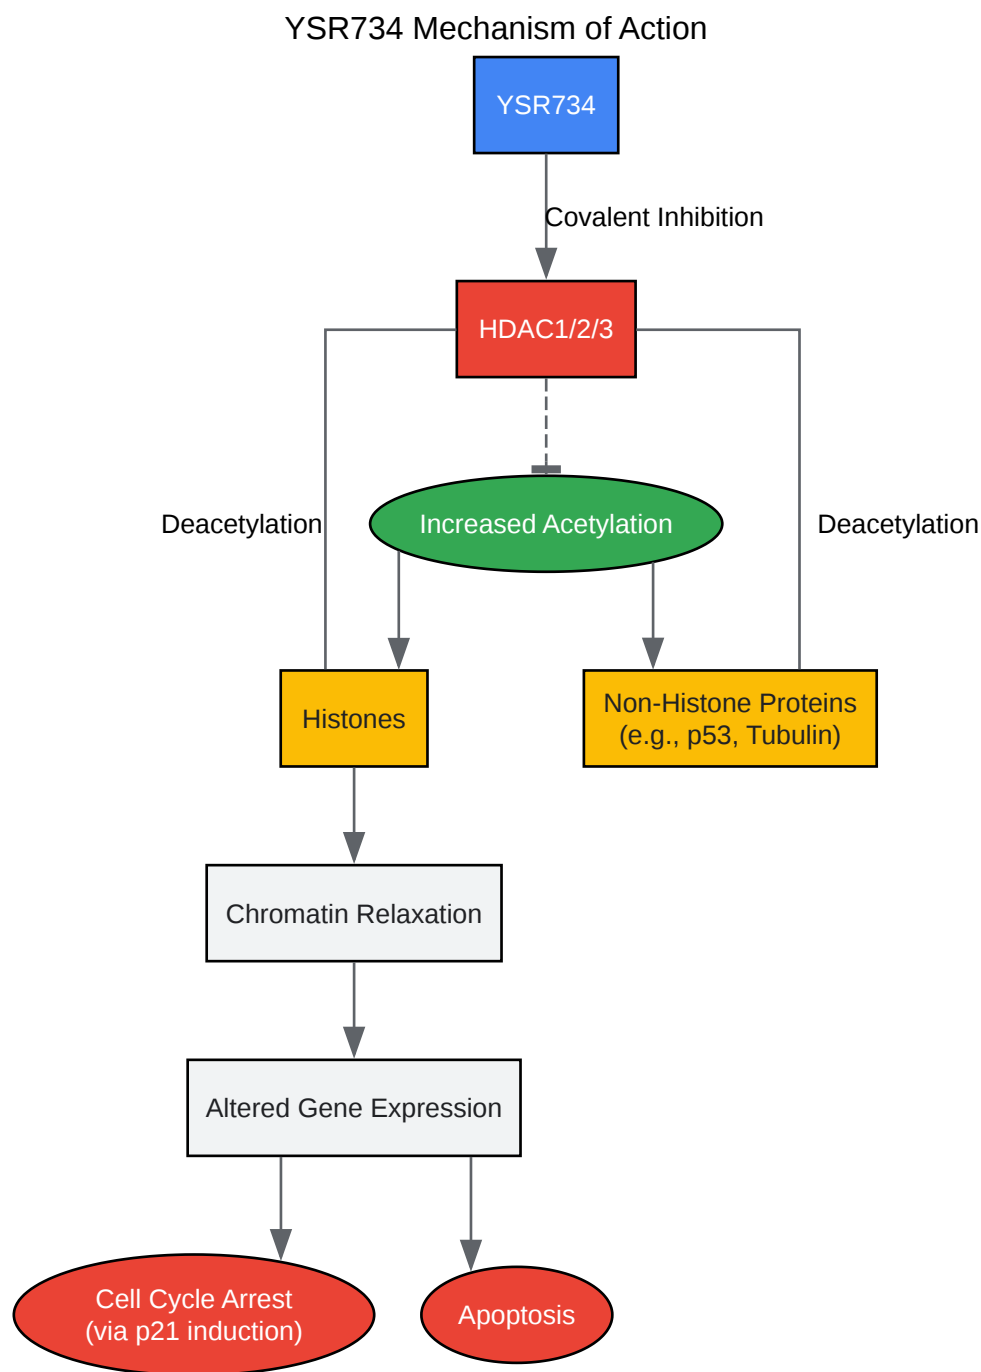 YSR734 Mechanism of Action
YSR734
Covalent Inhibition
HDAC1/2/3
Deacetylation
Increased Acetylation
Deacetylation
Histones
Non-Histone Proteins
(e.g., p53, Tubulin)
Chromatin Relaxation
Altered Gene Expression
Cell Cycle Arrest
(via p21 induction)
Apoptosis